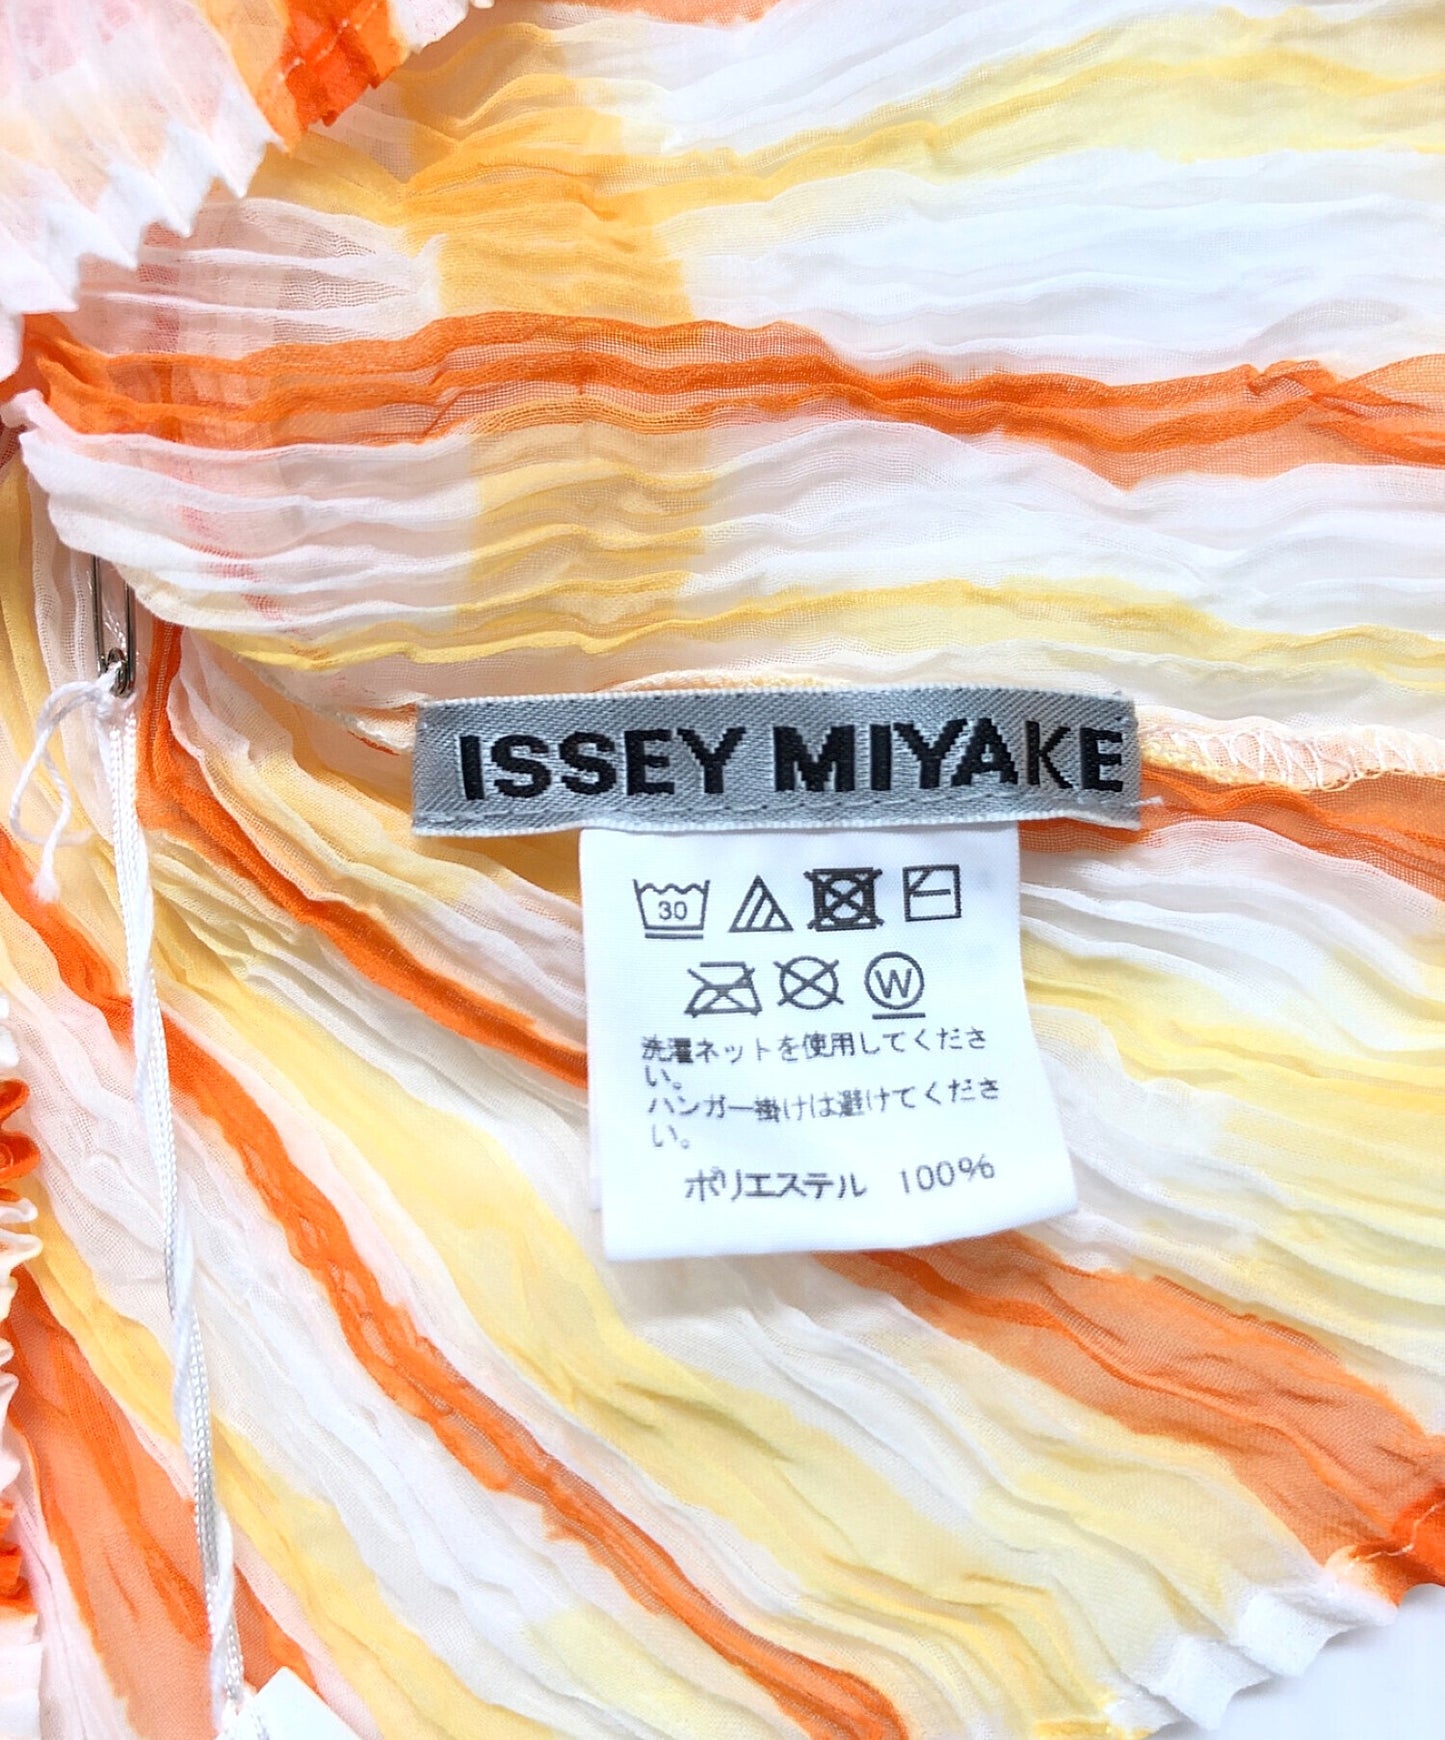 ISSEY MIYAKE
30
W
洗濯ネットを使用してくださ
い。
ハンガー掛けは避けてくださ
い。
ポリエステル 100%